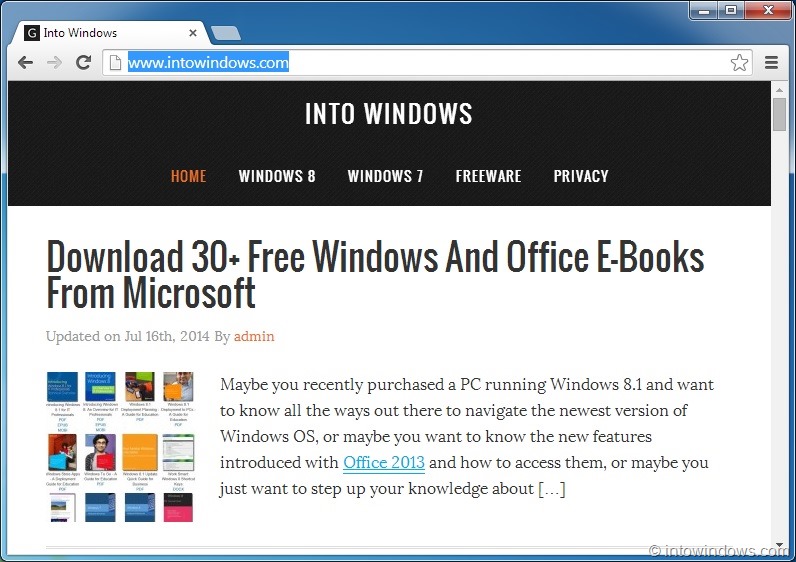 G Into Windows
www.intowindows.com
INTO WINDOWS
HOME WINDOWS 8 WINDOWS 7 FREEWARE PRIVACY
Download 30+ Free Windows And Office E-Books
From Microsoft
Updated on Jul 16th, 2014 By admin
Maybe you recently purchased a PC running Windows 8.1 and want
to know all the ways out there to navigate the newest version of
Windows OS, or maybe you want to know the new features
introduced with Office 2013 and how to access them, or maybe you
just want to step up your knowledge about […]
© intowindows.com